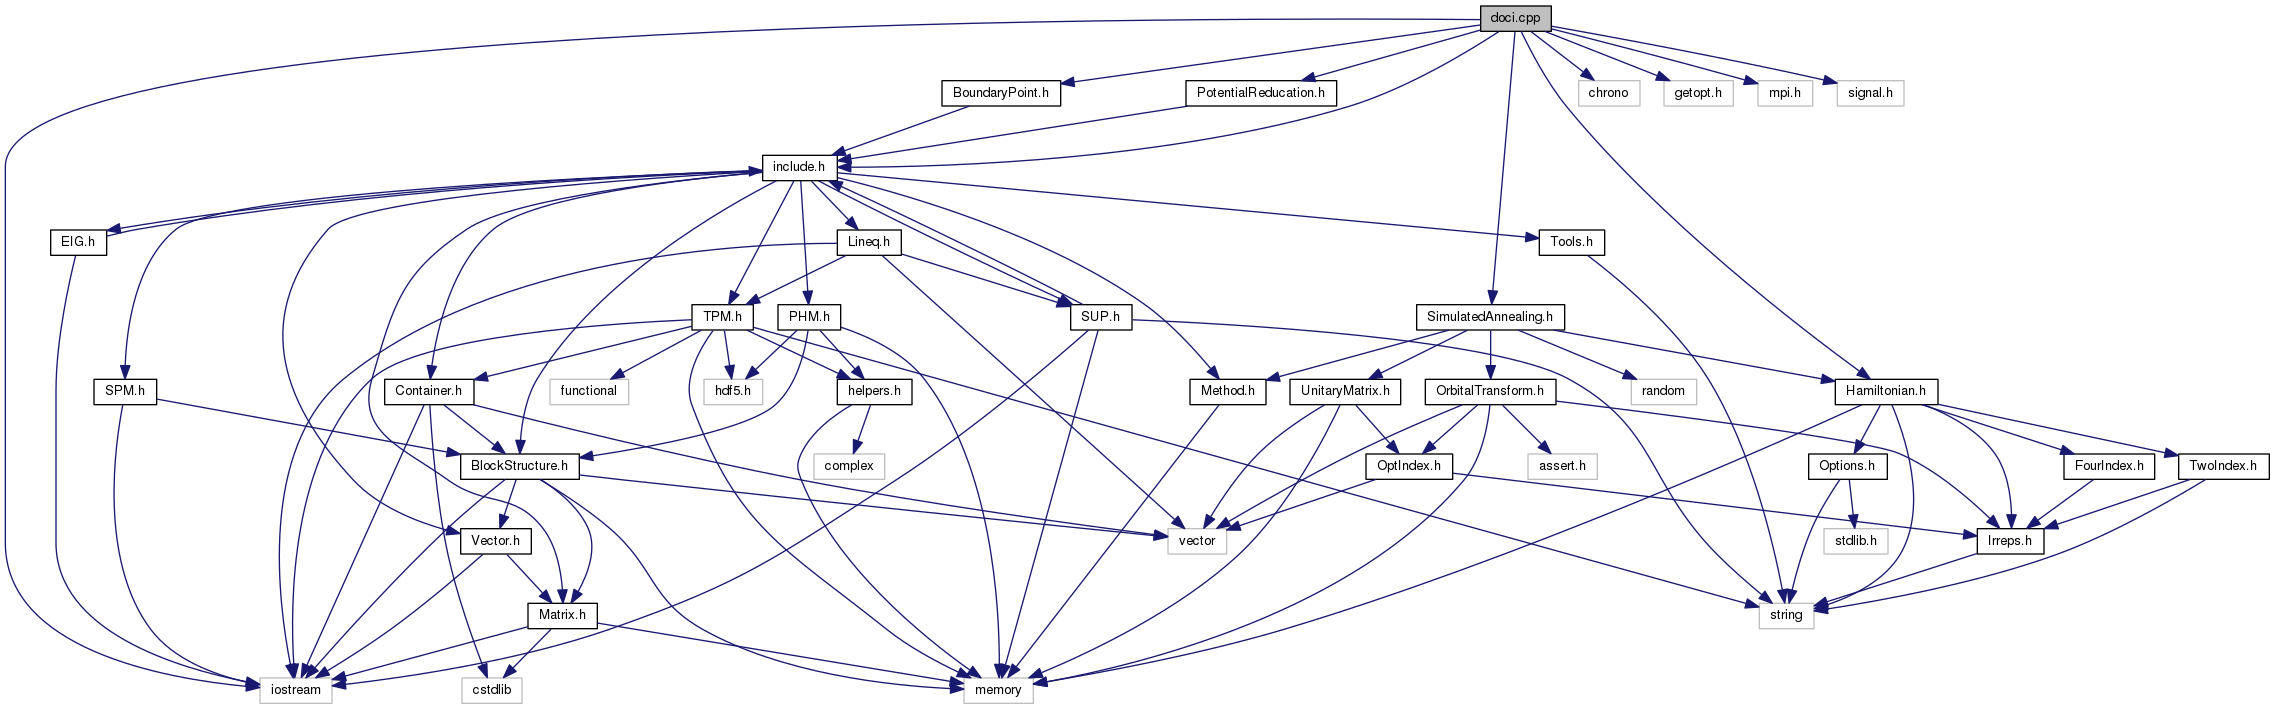 doci.cpp
BoundaryPoint.h
PotentialReducation.h
chrono
getopt.h
mpi.h
signal.h
include.h
EIG.h
Lineq.h
Tools.h
TPM.h
PHM.h
SUP.h
SimulatedAnnealing.h
SPM.h
Container.h
functional
hdf5.h
helpers.h
Method.h
UnitaryMatrix.h
OrbitalTransform.h
random
Hamiltonian.h
BlockStructure.h
complex
OptIndex.h
assert.h
Options.h
FourIndex.h
TwoIndex.h
Vector.h
vector
stdlib.h
Irreps.h
Matrix.h
string
iostream
cstdlib
memory